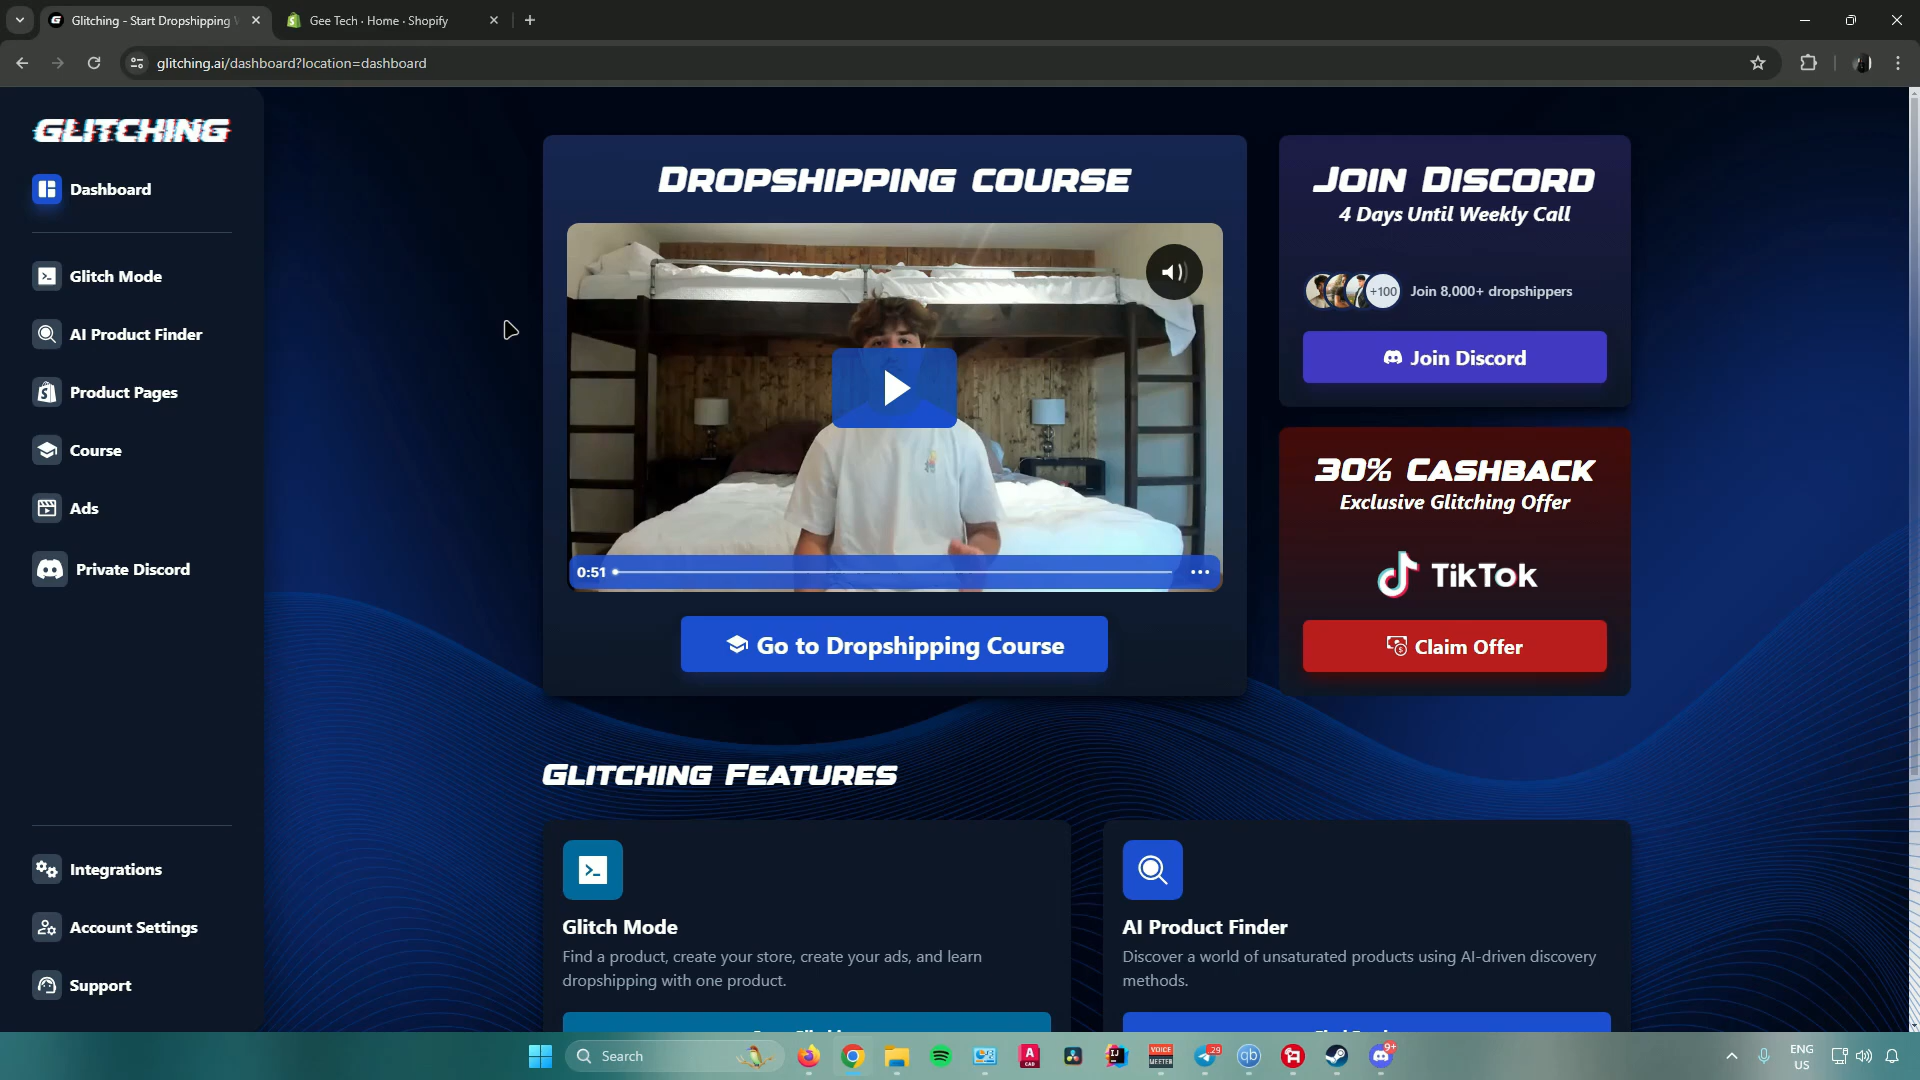 Glitching - Start Dropshipping
Gee Tech · Home · Shopify
glitching.ai/dashboard?location=dashboard
GLITCHING
Dashboard
Glitch Mode
AI Product Finder
Product Pages
Course
Ads
Private Discord
Integrations
Account Settings
Support
DROPSHIPPING COURSE
0:51
Go to Dropshipping Course
JOIN DISCORD
4 Days Until Weekly Call
+100
Join 8,000+ dropshippers
Join Discord
30% CASHBACK
Exclusive Glitching Offer
TikTok
Claim Offer
GLITCHING FEATURES
Glitch Mode
Find a product, create your store, create your ads, and learn
dropshipping with one product.
AI Product Finder
Discover a world of unsaturated products using AI-driven discovery
methods.
Search
VOICE
MEETER
29
9+
ENG
US